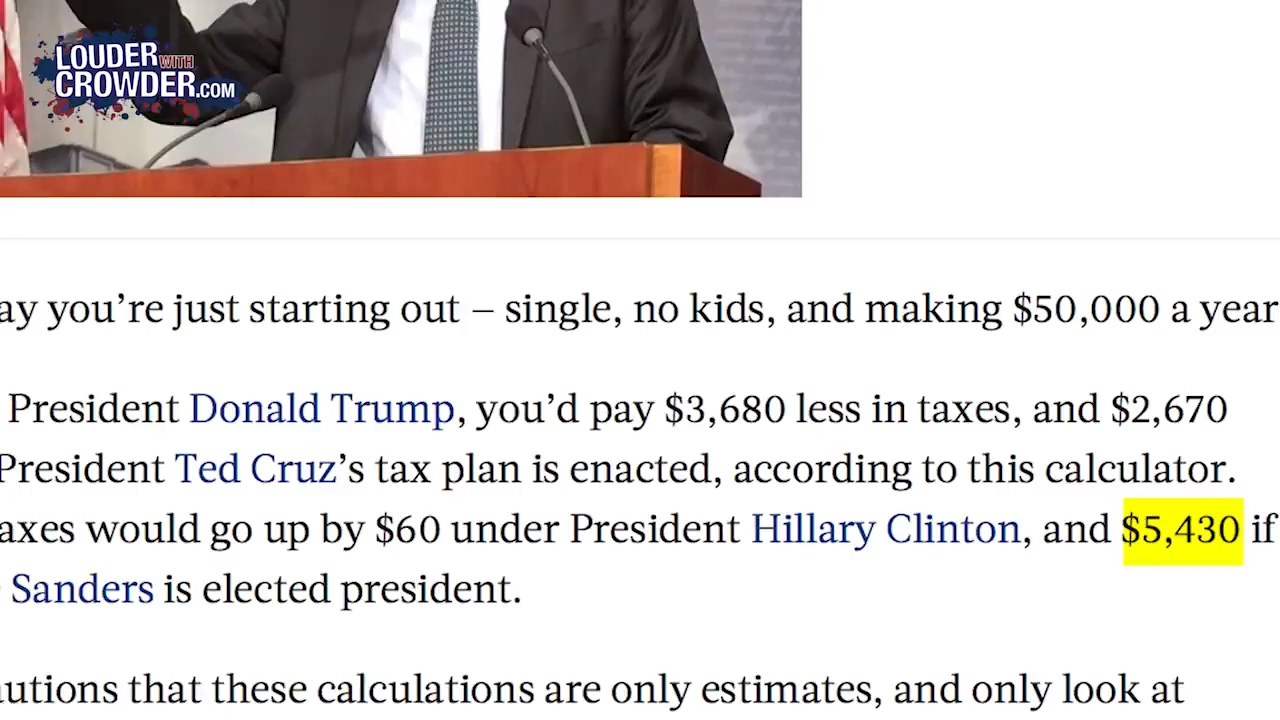 LOUDER WITH
CROWDER.COM
ay you’re just starting out – single, no kids, and making $50,000 a year
President Donald Trump, you’d pay $3,680 less in taxes, and $2,670
President Ted Cruz’s tax plan is enacted, according to this calculator.
axes would go up by $60 under President Hillary Clinton, and $5,430 if
Sanders is elected president.
autions that these calculations are only estimates, and only look at